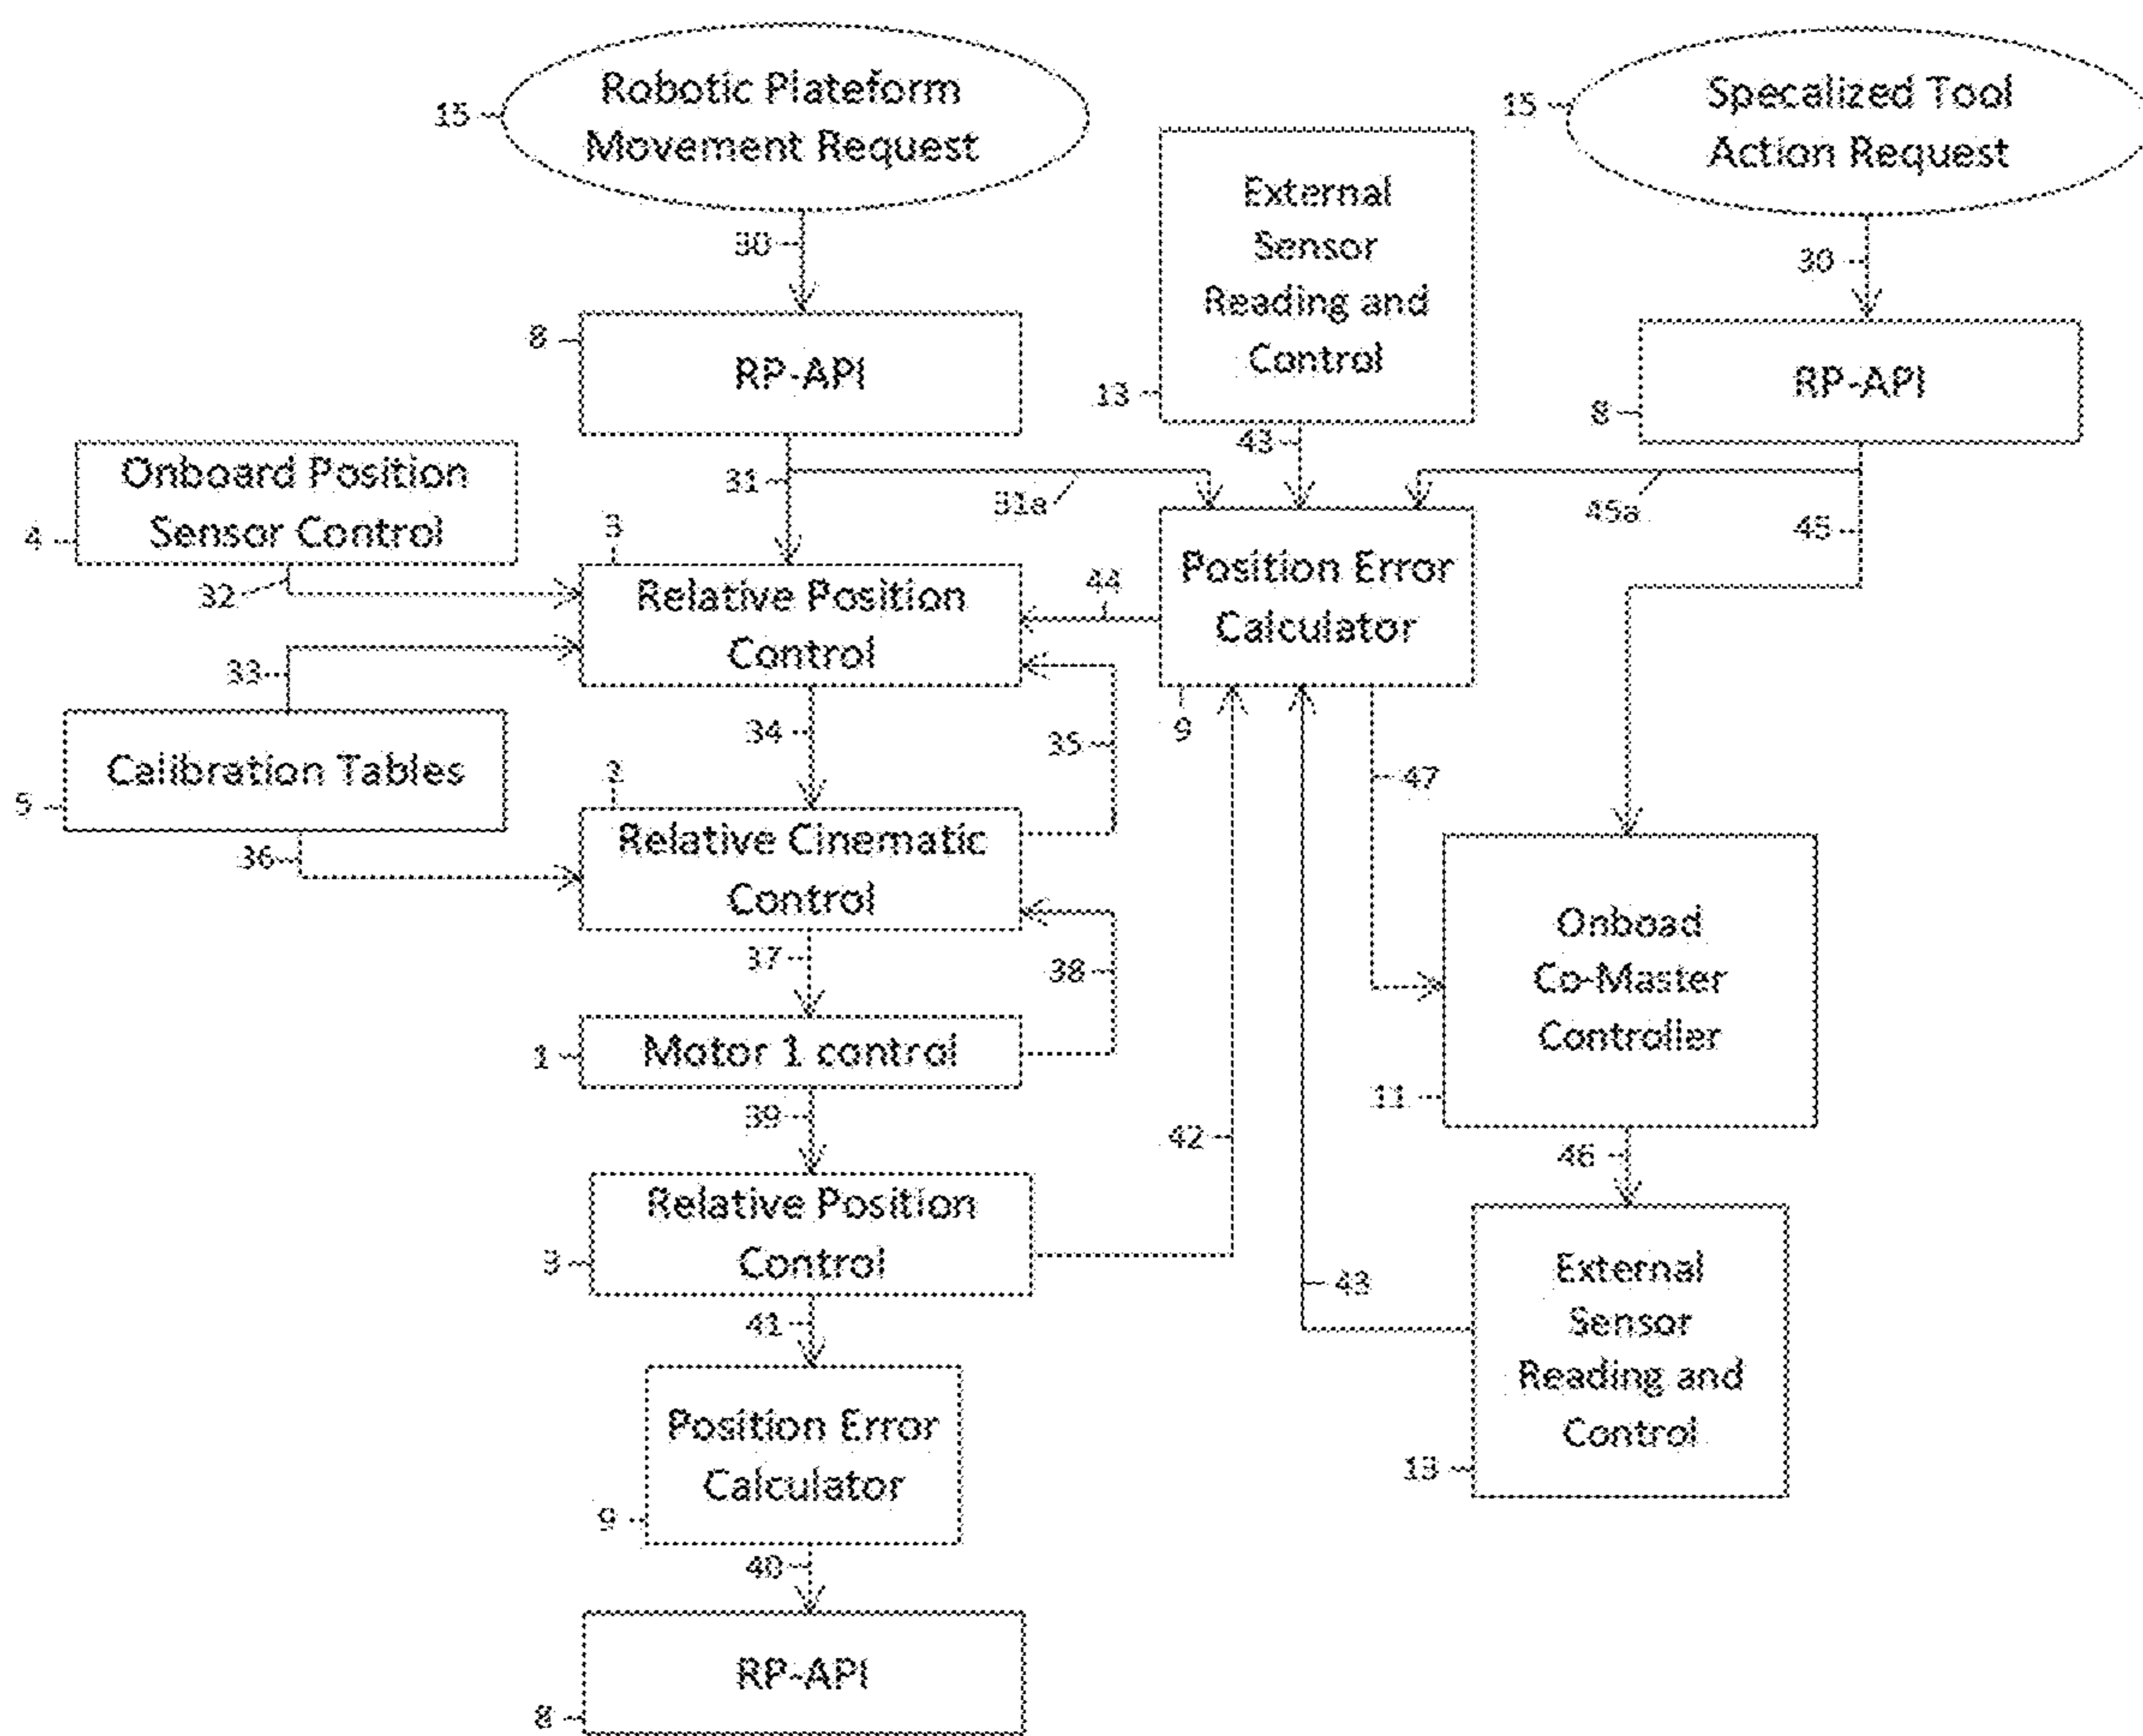 Robotic Plateform
Movement Request
15
30
8
RP-API
External
Sensor
Reading and
Control
13
43
Specalized Tool
Action Request
15
30
RP-API
8
Onboard Position
Sensor Control
4
32
31
31a
45a
45
3
Relative Position
Control
44
Position Error
Calculator
9
33
Calibration Tables
5
36
34
35
47
2
Relative Cinematic
Control
37
38
Onboad
Co-Master
Controller
11
46
1
Motor 1 control
39
42
Relative Position
Control
3
41
43
External
Sensor
Reading and
Control
13
Position Error
Calculator
9
40
RP-API
8